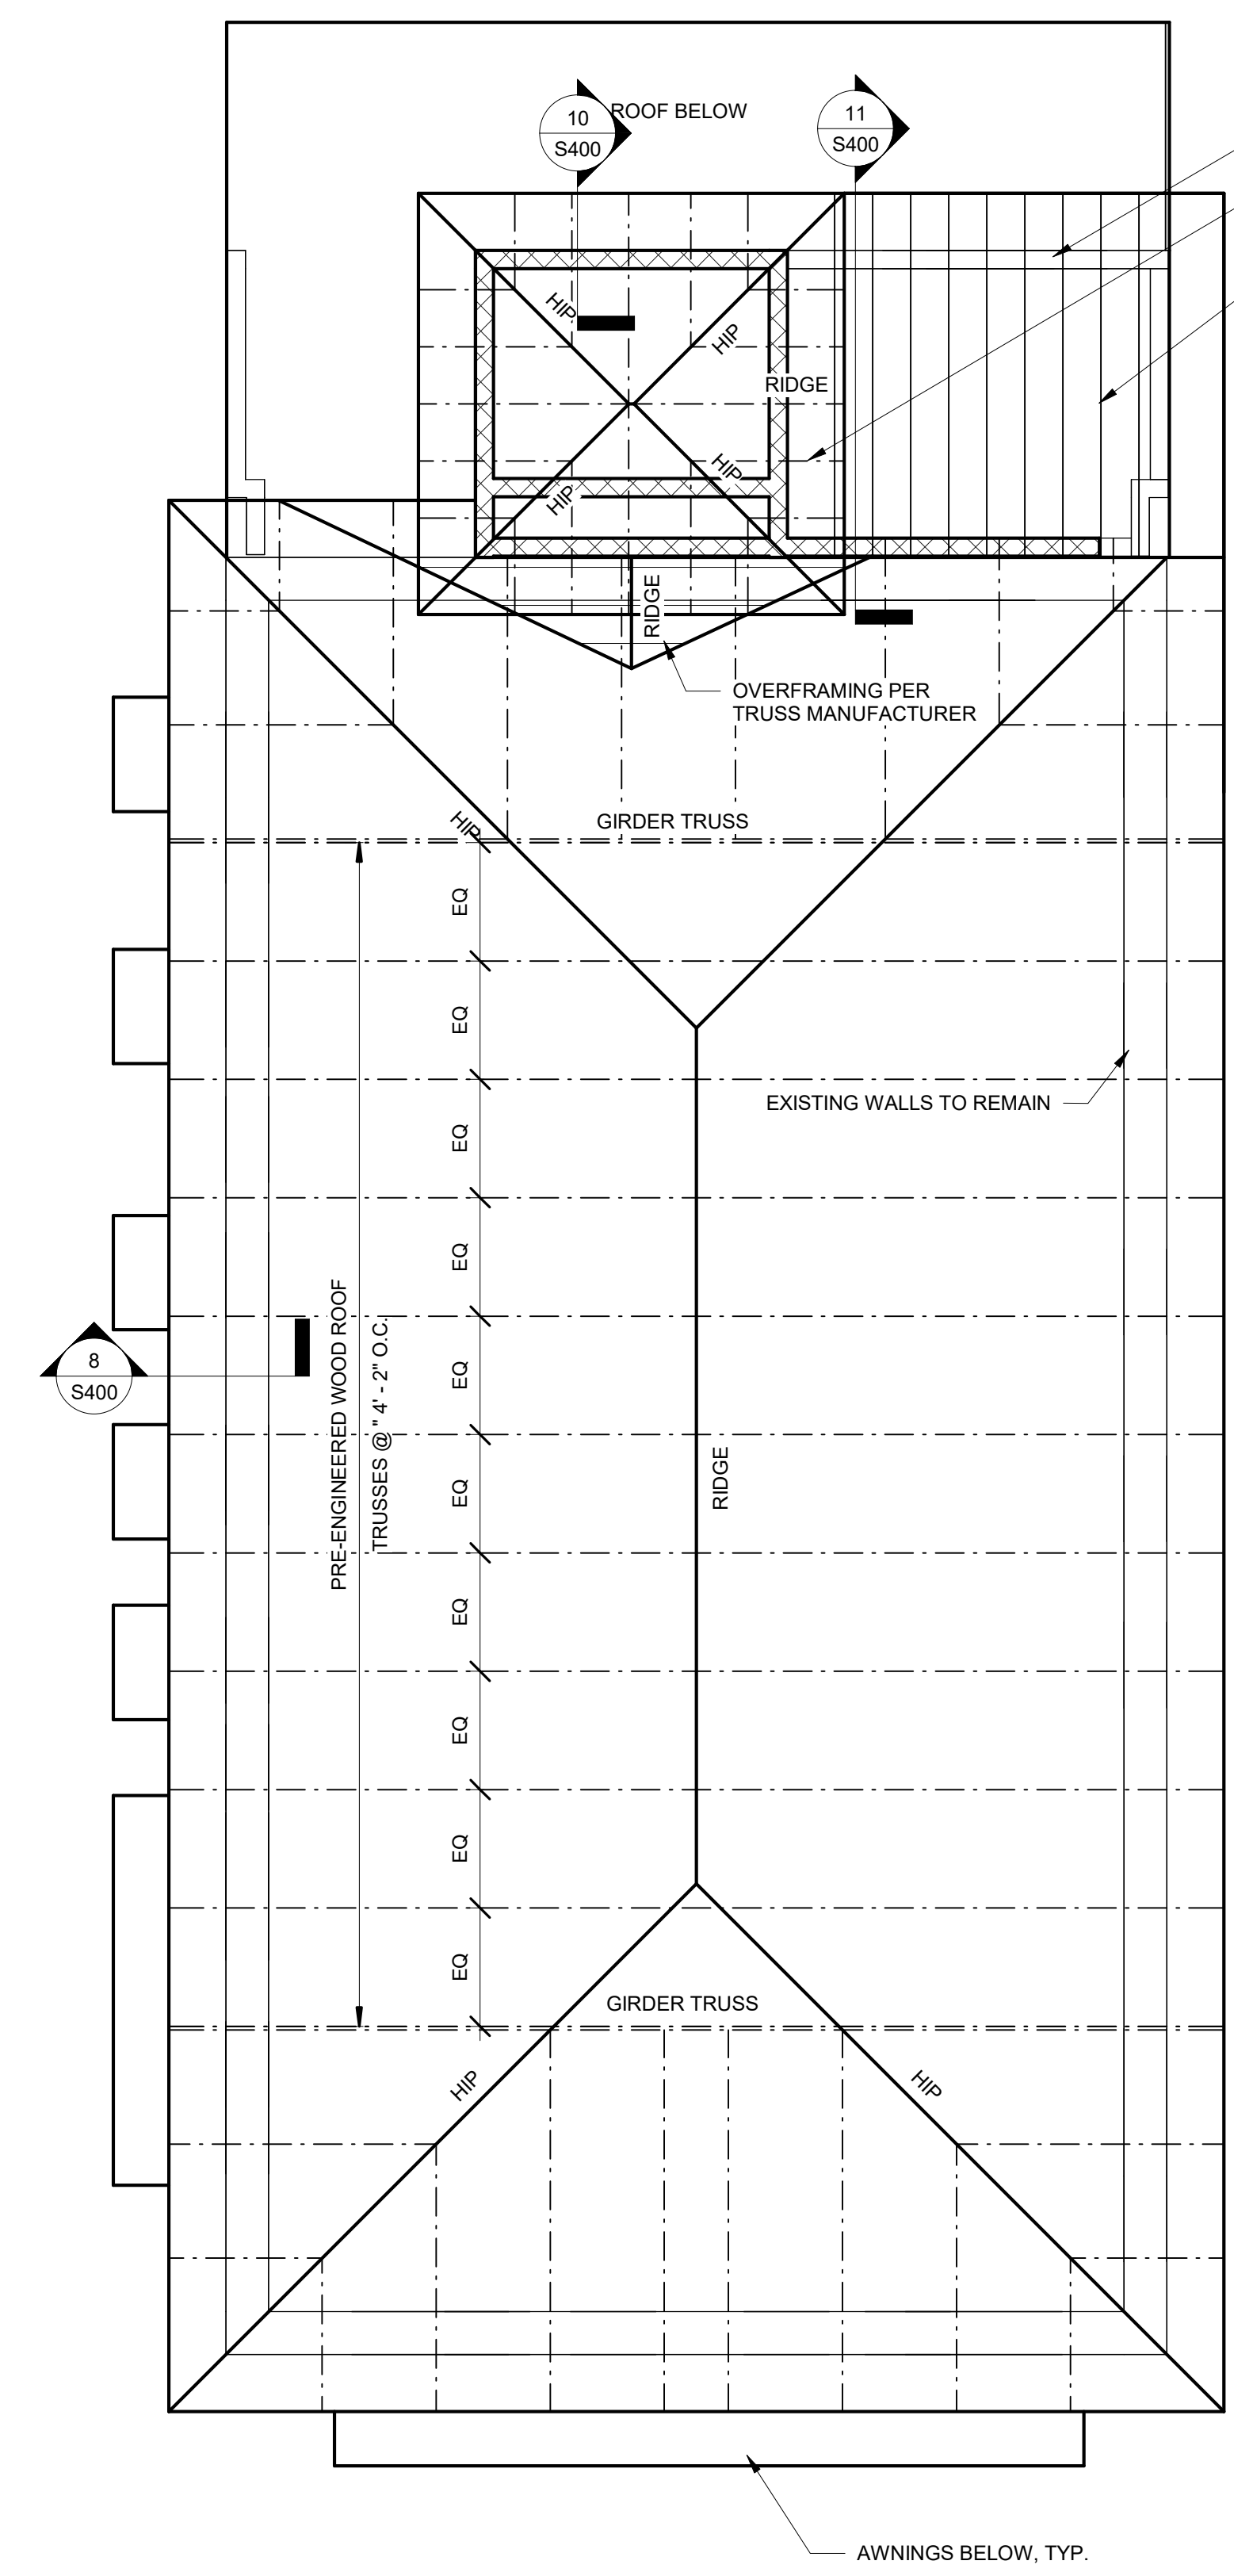 10
S400
ROOF BELOW
11
S400
HIP
HIP
RIDGE
HIP
HIP
RIDGE
OVERFRAMING PER
TRUSS MANUFACTURER
GIRDER TRUSS
HIP
EQ
EQ
EXISTING WALLS TO REMAIN
EQ
EQ
PRE-ENGINEERED WOOD ROOF
TRUSSES @ " 4' - 2" O.C.
8
S400
EQ
RIDGE
EQ
EQ
EQ
EQ
EQ
GIRDER TRUSS
HIP
HIP
AWNINGS BELOW, TYP.